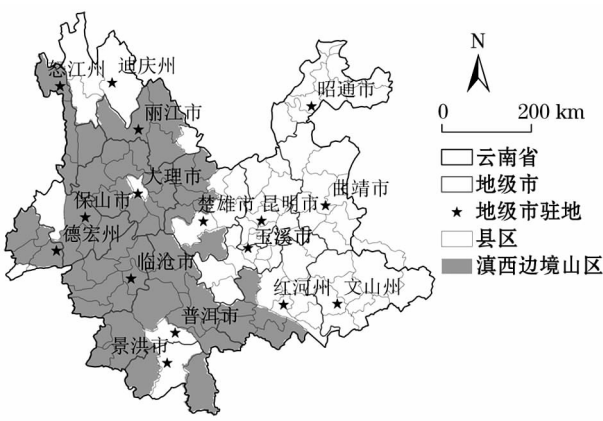 怒江州
迪庆州
昭通市
丽江市
大理市
保山市
楚雄市
昆明市
曲靖市
德宏州
玉溪市
临沧市
红河州
文山州
普洱市
景洪市
N
0 200 km
云南省
地级市
地级市驻地
县区
滇西边境山区